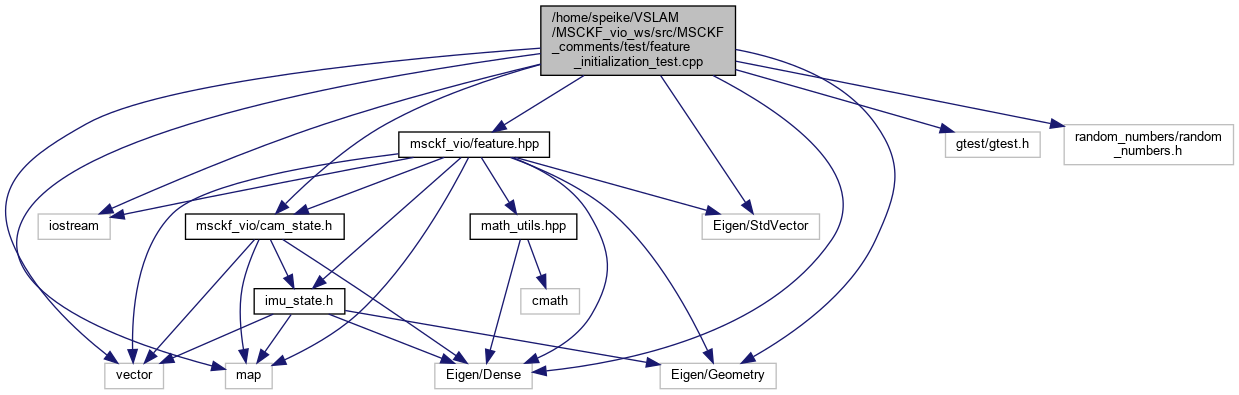 /home/speike/VSLAM
/MSCKF_vio_ws/src/MSCKF
_comments/test/feature
_initialization_test.cpp
msckf_vio/feature.hpp
gtest/gtest.h
random_numbers/random
_numbers.h
iostream
msckf_vio/cam_state.h
math_utils.hpp
Eigen/StdVector
imu_state.h
cmath
vector
map
Eigen/Dense
Eigen/Geometry